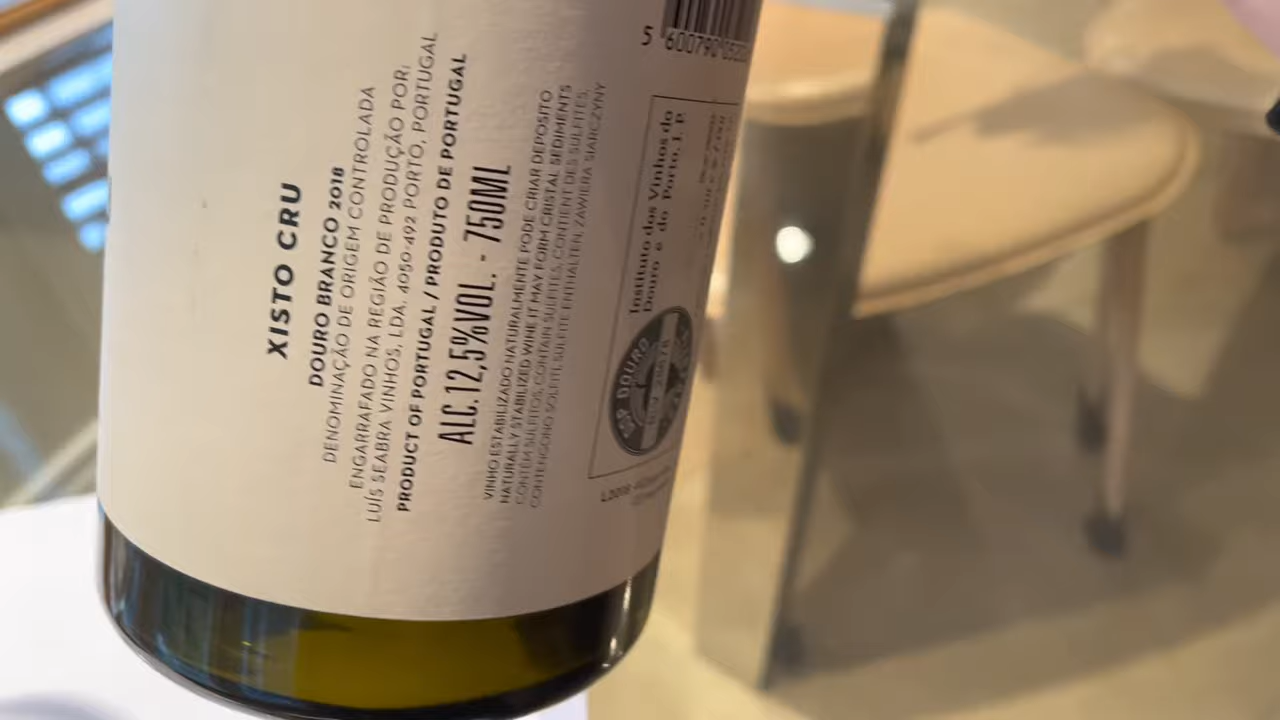 XISTO CRU
DOURO BRANCO 2018
DENOMINAÇÃO DE ORIGEM CONTROLADA
ENGARRAFADO NA REGIÃO DE PRODUÇÃO POR:
LUÍS SEABRA VINHOS, LDA. 4050-492 PORTO, PORTUGAL
PRODUCT OF PORTUGAL / PRODUTO DE PORTUGAL
ALC.12,5%VOL. - 750ML
VINHO ESTABILIZADO NATURALMENTE PODE CRIAR DEPOSITO
NATURALLY STABILIZED WINE IT MAY FORM CRISTAL SEDIMENTS
CONTÉM SULFITOS, CONTAIN SULFITES, CONTIENT DES SULFITES,
CONTENGONO SOLFITI, SULFITE ENTHALTEN, ZAWIERA SIARCZYNY
5 600790
Instituto dos Vinhos do
Douro e do Porto, I. P.
DOURO